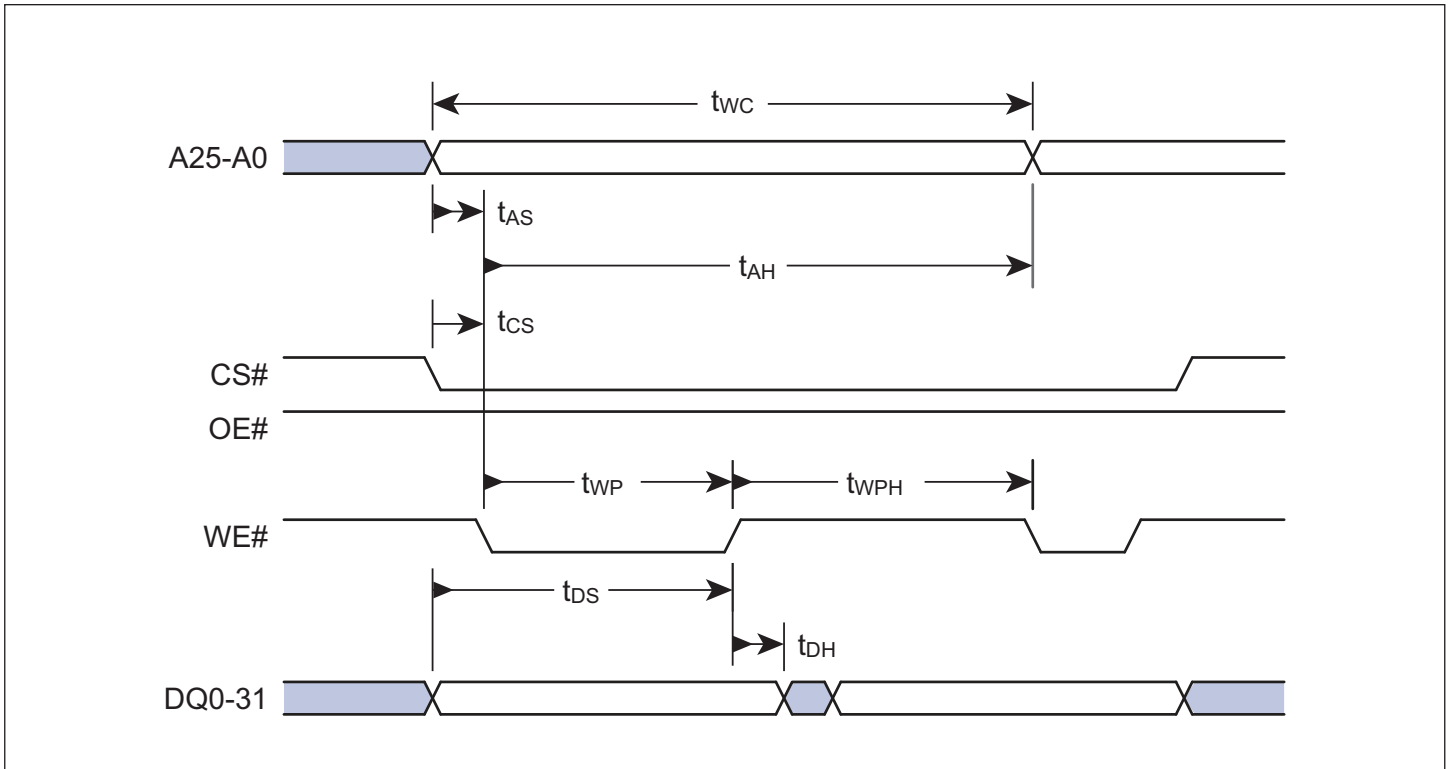 tWC
A25-A0
tAS
tAH
tCS
CS#
OE#
tWP
tWPH
WE#
tDS
tDH
DQ0-31